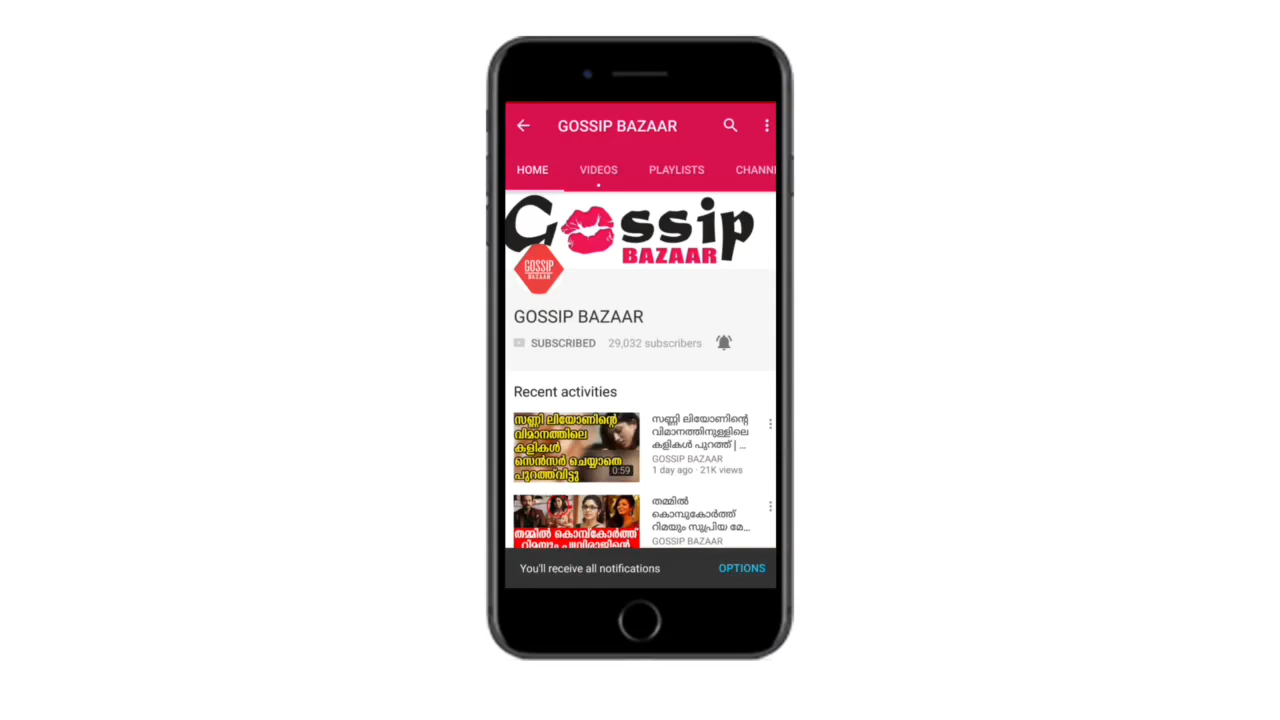 GOSSIP BAZAAR
HOME VIDEOS PLAYLISTS CHANN
Gossip
BAZAAR
GOSSIP
BAZAAR
GOSSIP BAZAAR
SUBSCRIBED 29,032 subscribers
Recent activities
സണ്ണി ലിയോണിന്റെ
വിമാനത്തിലെ
കളികൾ
സെൻസർ ചെയ്യാതെ
പുറത്തവിട്ടു
0:59
സണ്ണി ലിയോണിന്റെ
വിമാനത്തിനുള്ളിലെ
കളികൾ പുറത്ത് | ...
GOSSIP BAZAAR
1 day ago · 21K views
തമ്മിൽ കൊമ്പ്കോർത്ത്
റിമയും
തമ്മിൽ
കൊമ്പുകോർത്ത്
റിമയും സുപ്രിയ മേ...
GOSSIP BAZAAR
You'll receive all notifications OPTIONS